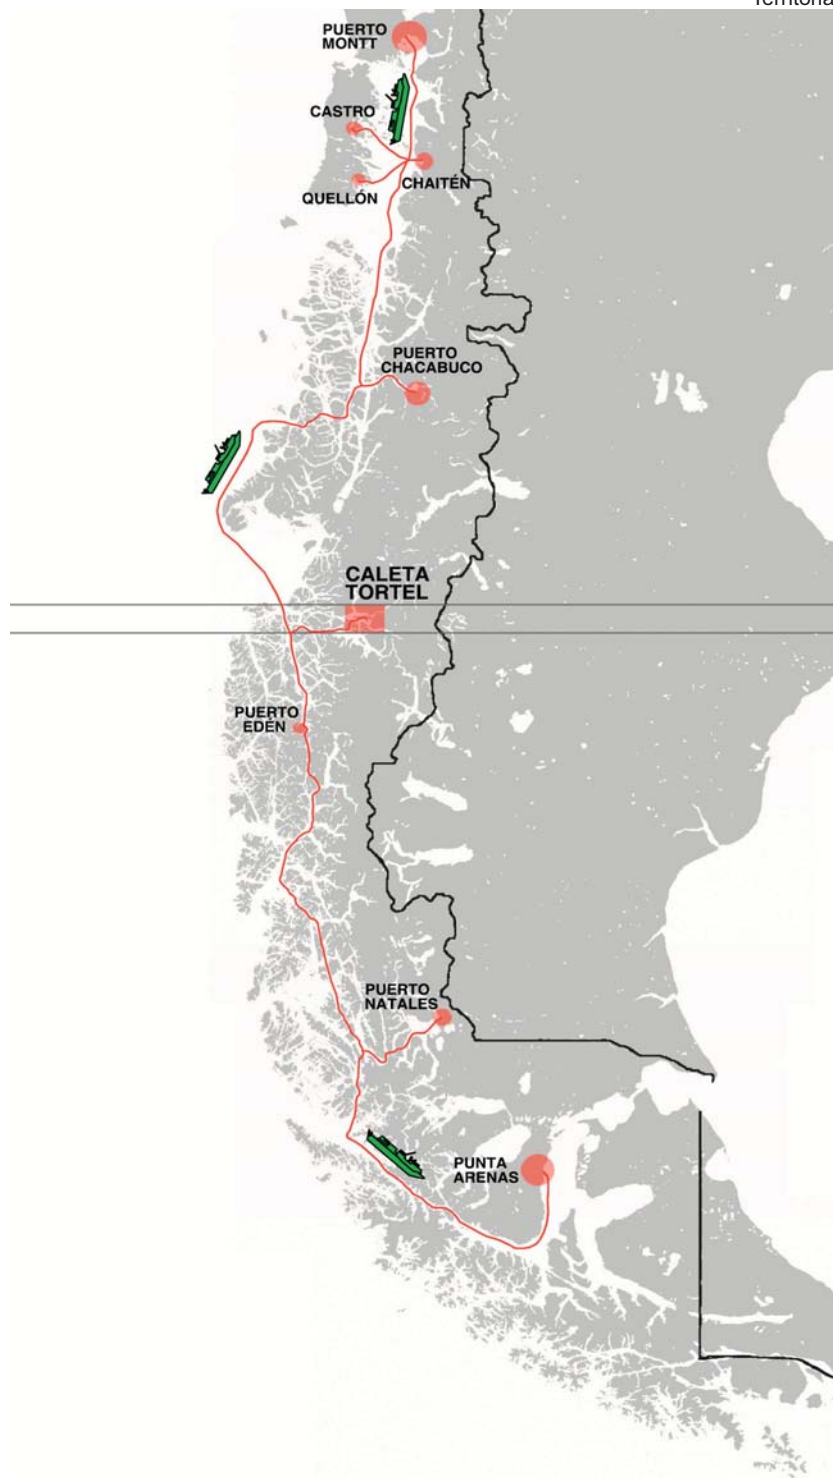 PUERTO
MONTT
CASTRO
CHAITÉN
QUELLÓN
PUERTO
CHACABUCO
CALETA
TORTEL
PUERTO
EDÉN
PUERTO
NATALES
PUNTA
ARENAS